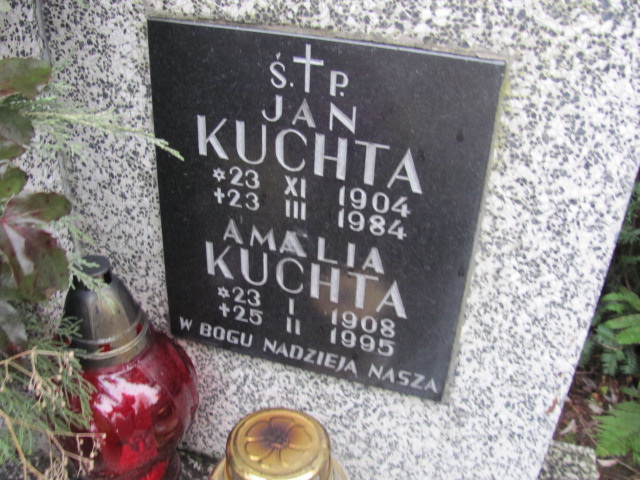 Ś. P.
JAN
KUCHTA
*23 XI 1904
+23 III 1984
AMALIA
KUCHTA
*23 I 1908
+25 II 1995
W BOGU NADZIEJA NASZA